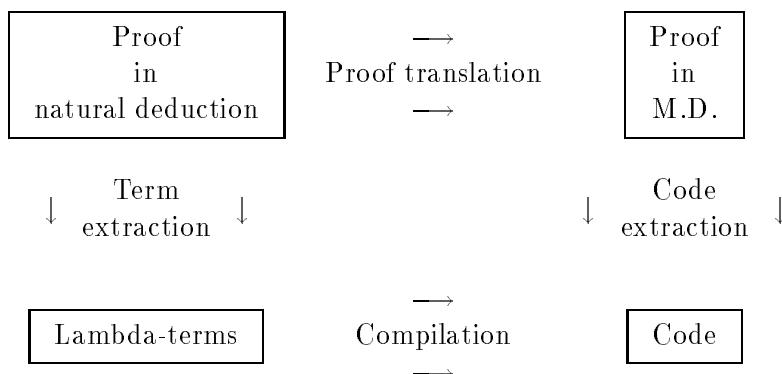 Proof
in
natural deduction
⟶
Proof translation
⟶
Proof
in
M.D.
↓ Term extraction ↓
↓ Code extraction ↓
Lambda-terms
⟶
Compilation
⟶
Code